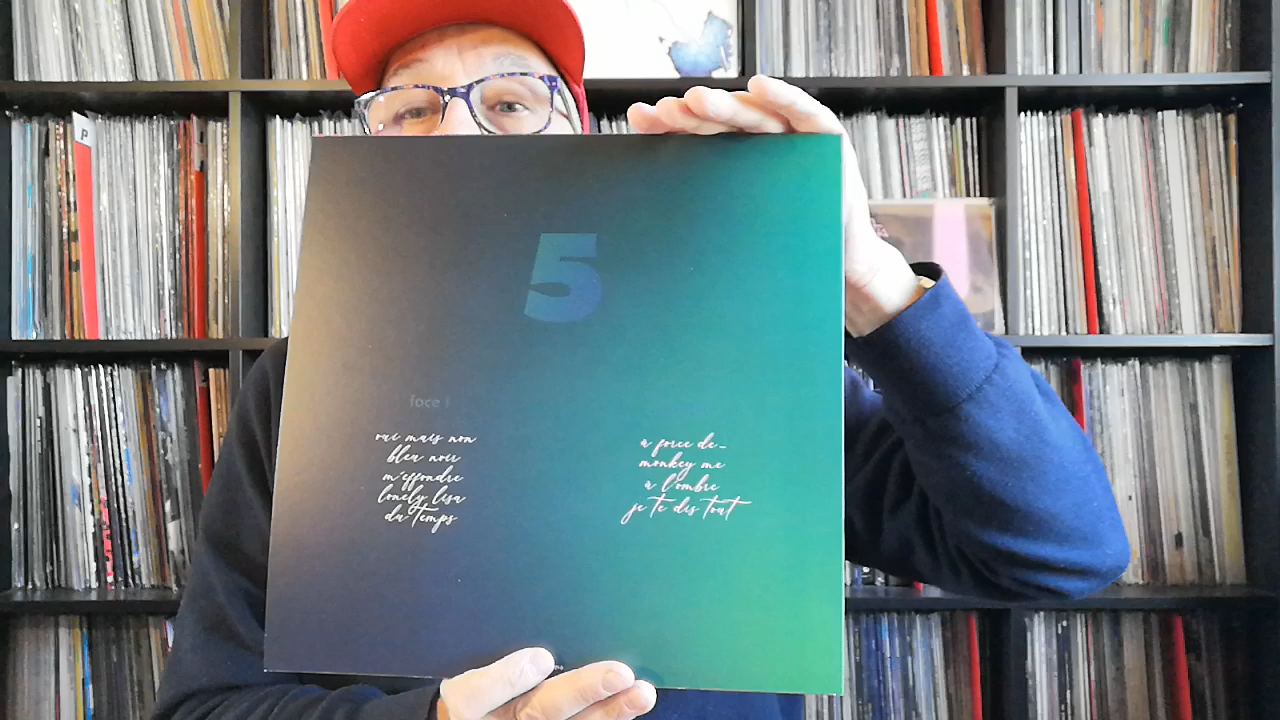 P
5
face 1
oui mais non
bleu noir
m'effondre
lonely lisa
du temps
à force de_
monkey me
à l'ombre
je te dis tout